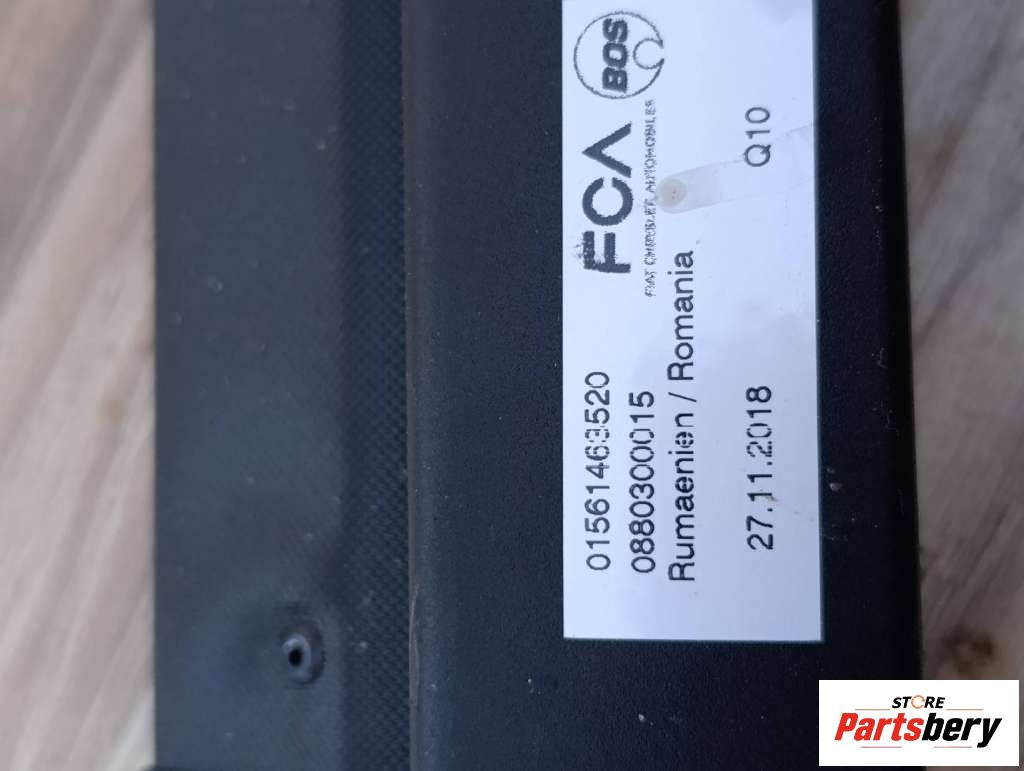 BOS
FCA
FIAT CHRYSLER AUTOMOBILES
01561463520
0880300015
Rumaenien / Romania
27.11.2018
Q10
STORE
Partsbery